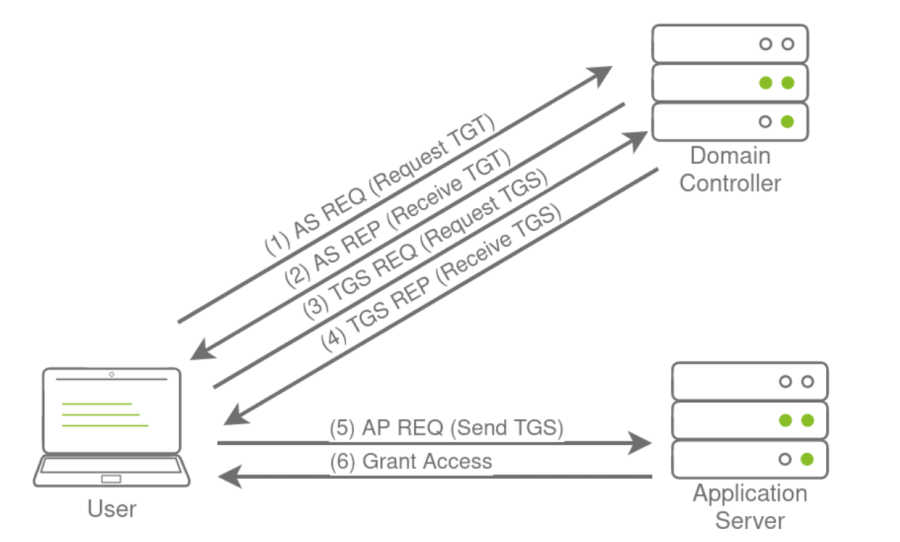 (1) AS REQ (Request TGT)
(2) AS REP (Receive TGT)
(3) TGS REQ (Request TGS)
(4) TGS REP (Receive TGS)
Domain
Controller
(5) AP REQ (Send TGS)
(6) Grant Access
User
Application
Server